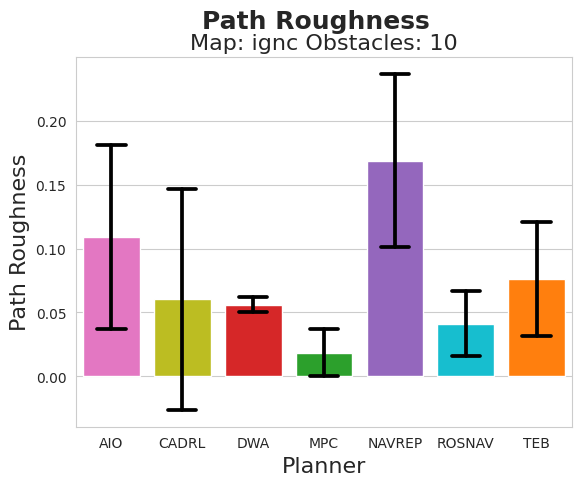 Path Roughness
Map: ignc Obstacles: 10
Path Roughness
0.20
0.15
0.10
0.05
0.00
AIO CADRL DWA MPC NAVREP ROSNAV TEB
Planner